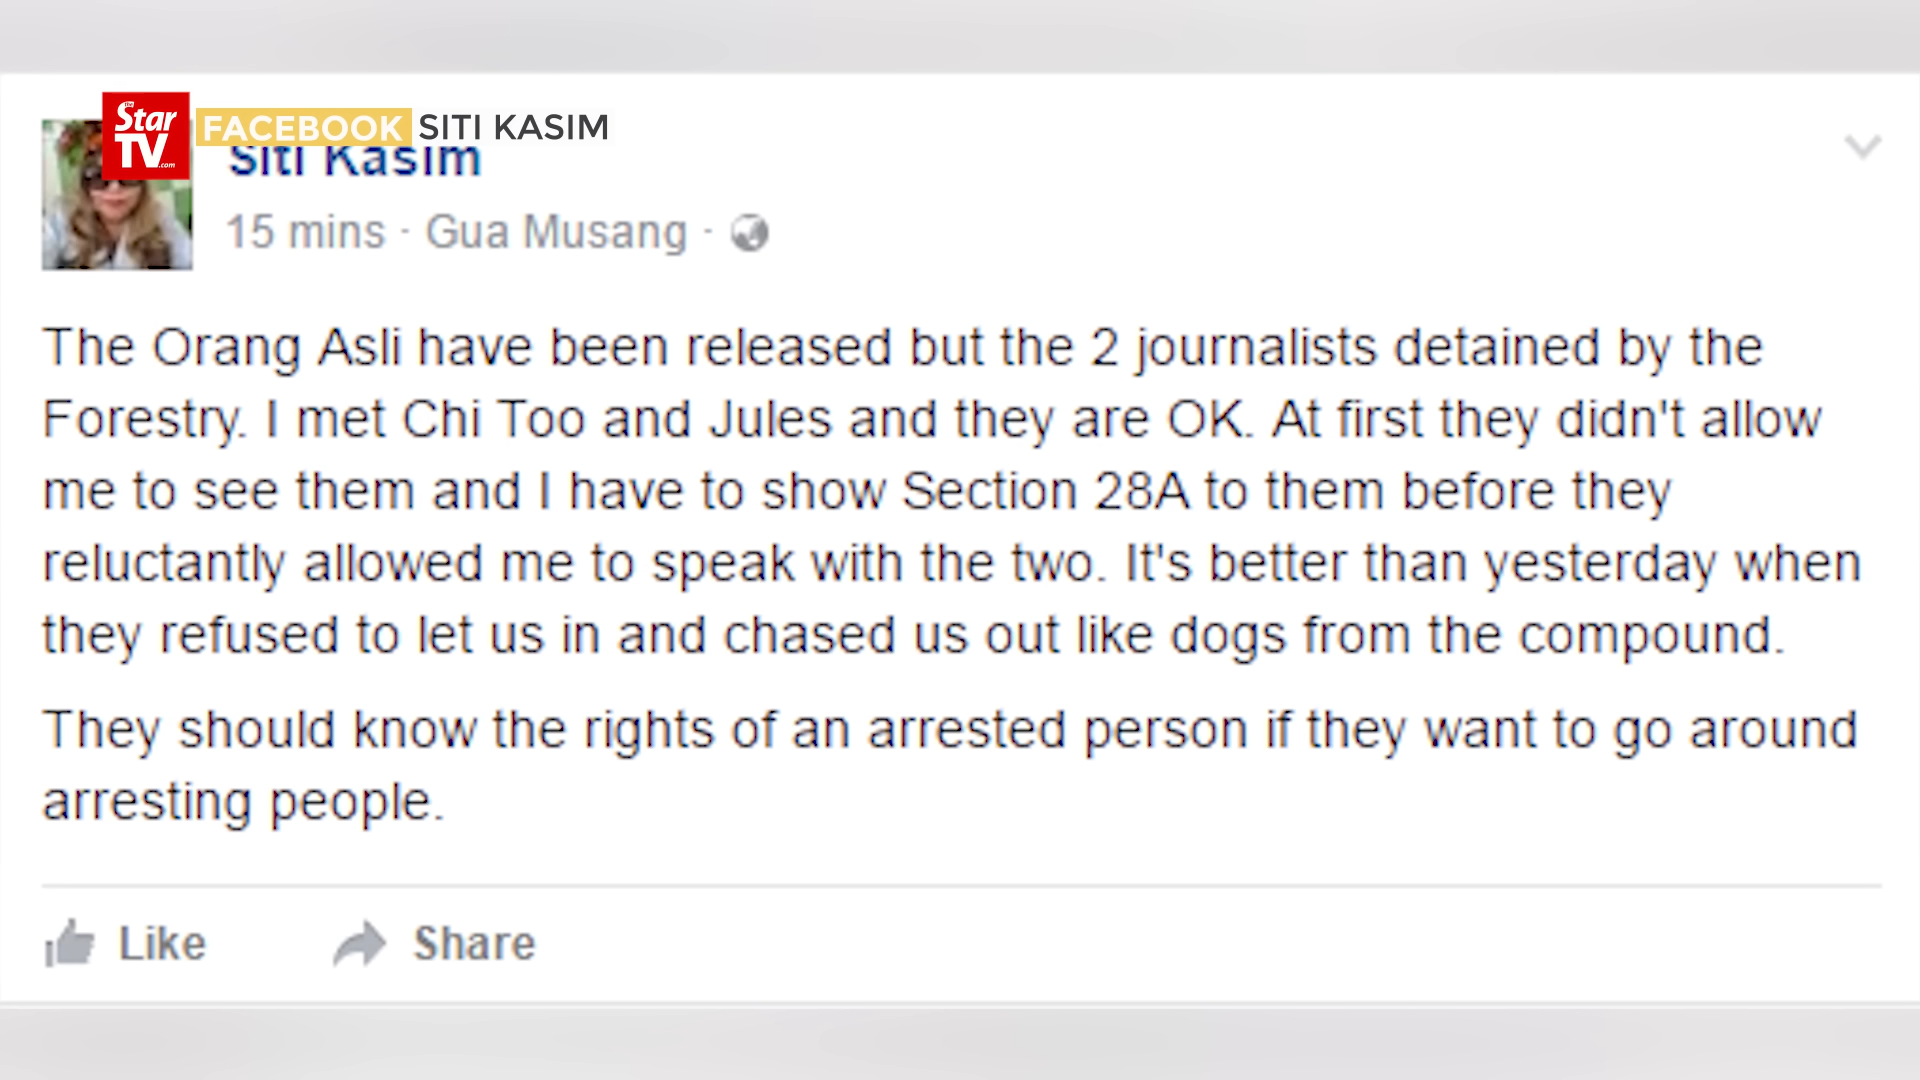 The Star
TV.com
FACEBOOK SITI KASIM
Siti Kasim
15 mins · Gua Musang ·
The Orang Asli have been released but the 2 journalists detained by the
Forestry. I met Chi Too and Jules and they are OK. At first they didn't allow
me to see them and I have to show Section 28A to them before they
reluctantly allowed me to speak with the two. It's better than yesterday when
they refused to let us in and chased us out like dogs from the compound.
They should know the rights of an arrested person if they want to go around
arresting people.
Like Share